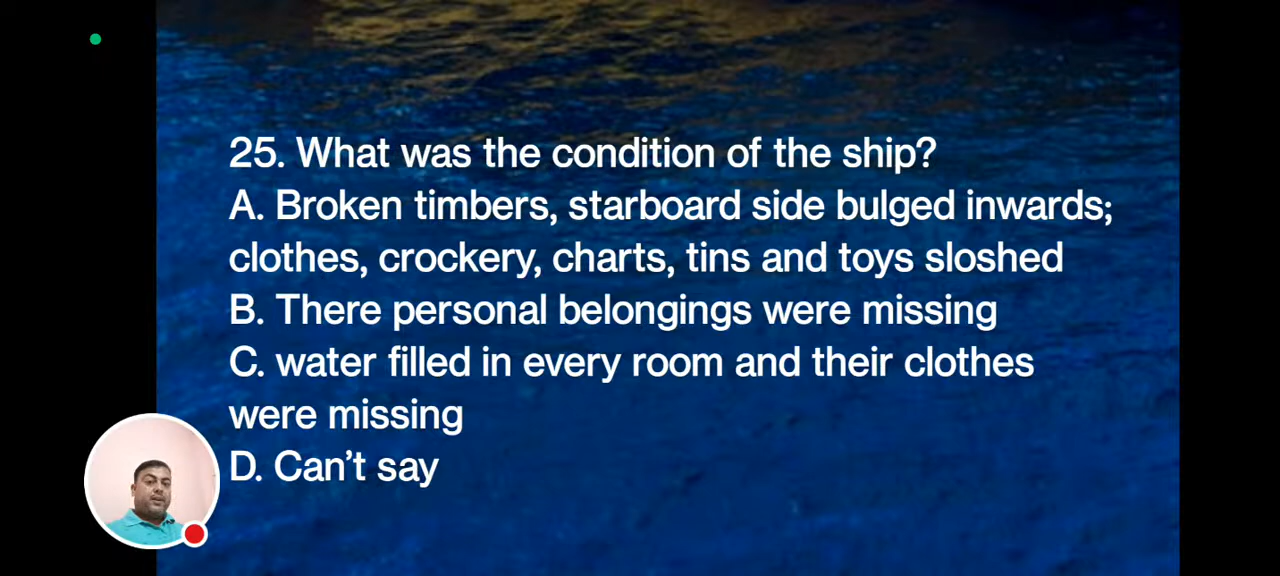 25. What was the condition of the ship?
A. Broken timbers, starboard side bulged inwards;
clothes, crockery, charts, tins and toys sloshed
B. There personal belongings were missing
C. water filled in every room and their clothes
were missing
D. Can’t say